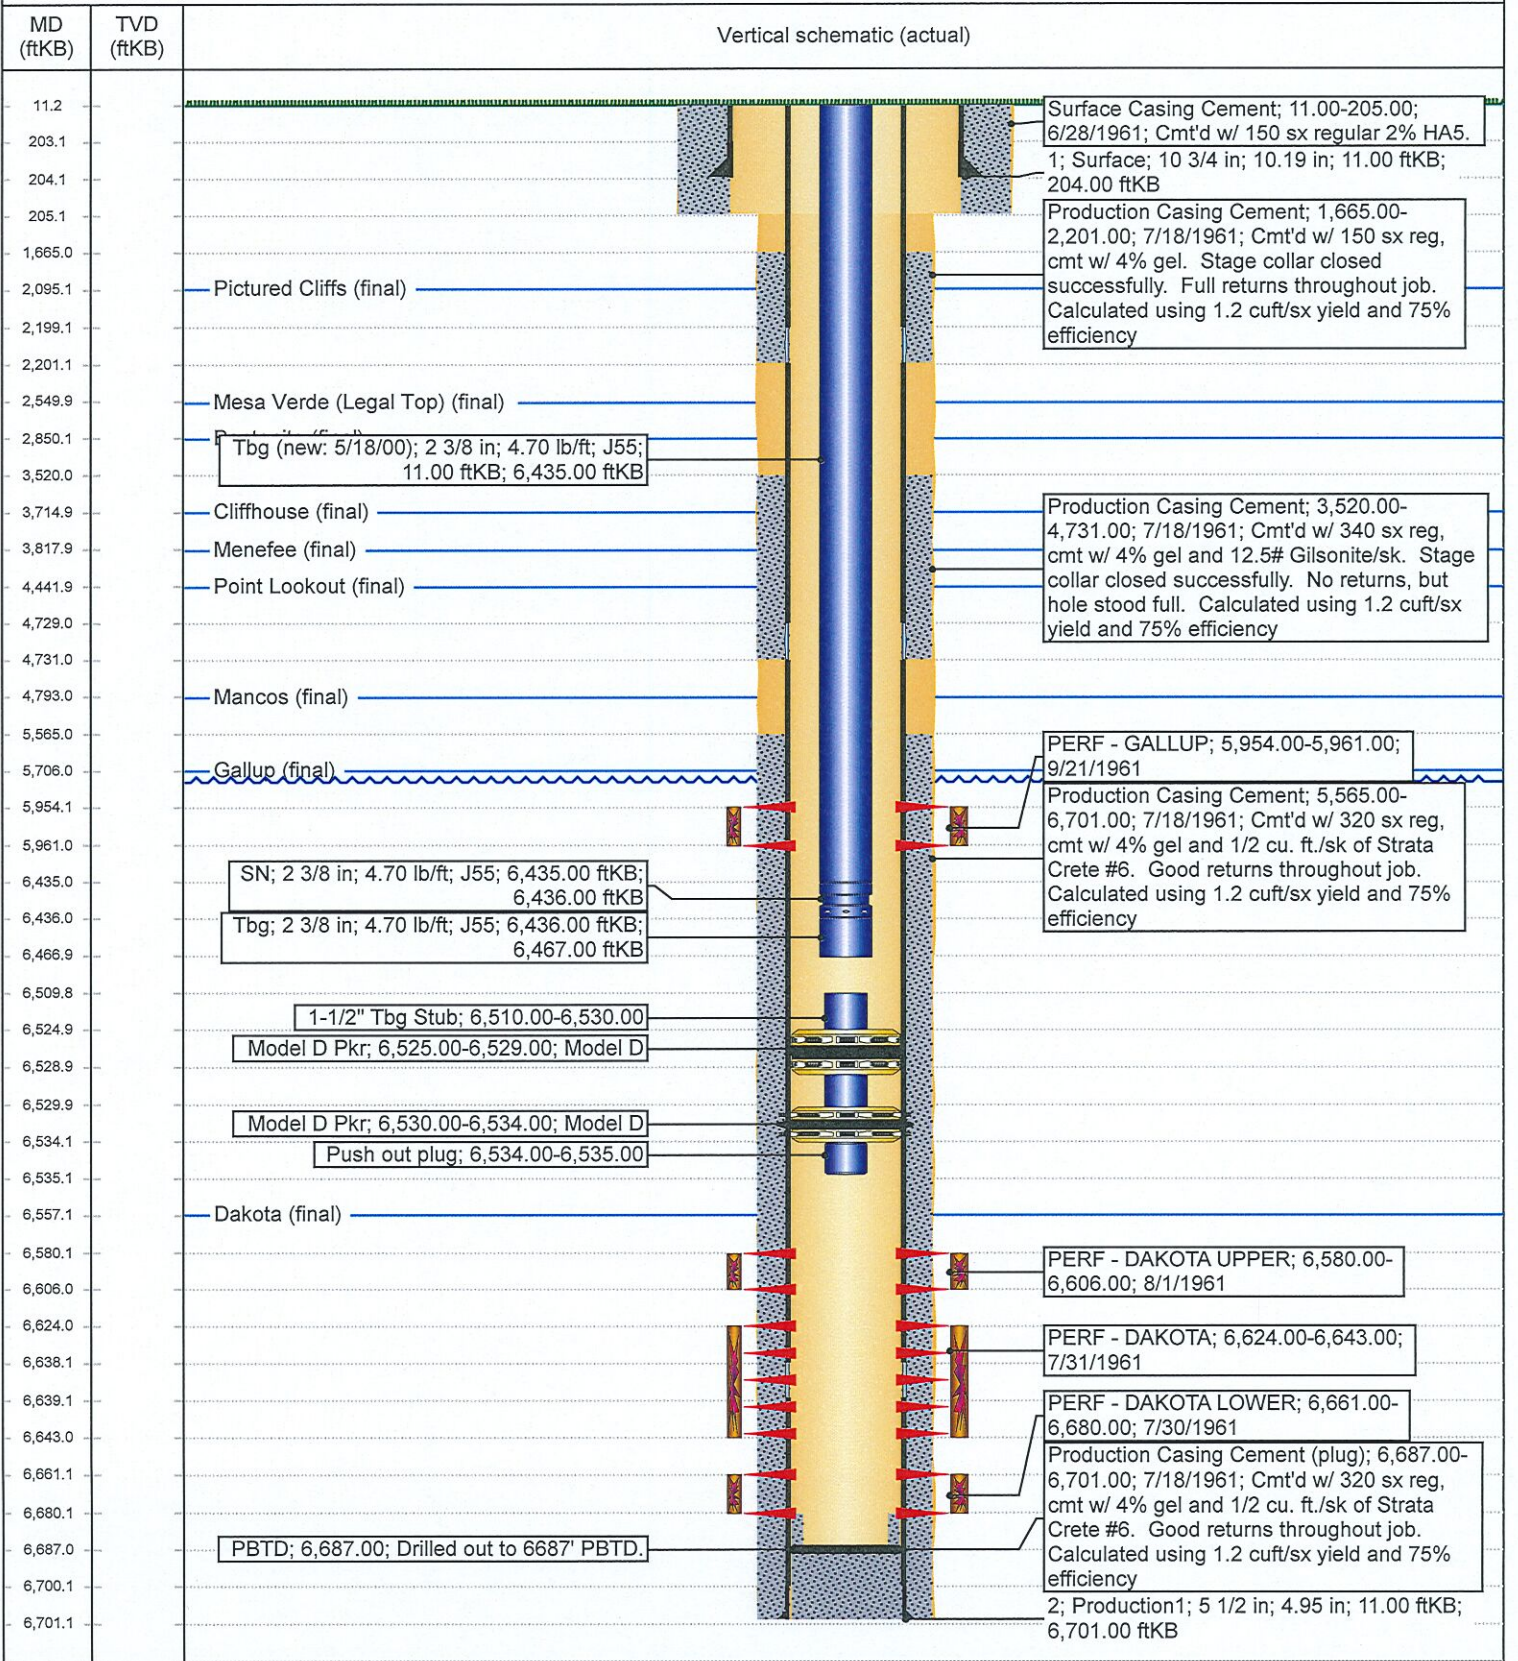 MD
(ftKB)
TVD
(ftKB)
Vertical schematic (actual)
11.2
203.1
204.1
205.1
1,665.0
2,095.1
2,199.1
2,201.1
2,549.9
2,850.1
3,520.0
3,714.9
3,817.9
4,441.9
4,729.0
4,731.0
4,793.0
5,565.0
5,706.0
5,954.1
5,961.0
6,435.0
6,436.0
6,466.9
6,509.8
6,524.9
6,528.9
6,529.9
6,534.1
6,535.1
6,557.1
6,580.1
6,606.0
6,624.0
6,638.1
6,639.1
6,643.0
6,661.1
6,680.1
6,687.0
6,700.1
6,701.1
Pictured Cliffs (final)
Mesa Verde (Legal Top) (final)
Tbg (new: 5/18/00); 2 3/8 in; 4.70 lb/ft; J55;
11.00 ftKB; 6,435.00 ftKB
Cliffhouse (final)
Menefee (final)
Point Lookout (final)
Mancos (final)
Gallup (final)
SN; 2 3/8 in; 4.70 lb/ft; J55; 6,435.00 ftKB;
6,436.00 ftKB
Tbg; 2 3/8 in; 4.70 lb/ft; J55; 6,436.00 ftKB;
6,467.00 ftKB
1-1/2" Tbg Stub; 6,510.00-6,530.00
Model D Pkr; 6,525.00-6,529.00; Model D
Model D Pkr; 6,530.00-6,534.00; Model D
Push out plug; 6,534.00-6,535.00
Dakota (final)
PBTD; 6,687.00; Drilled out to 6687' PBTD.
Surface Casing Cement; 11.00-205.00;
6/28/1961; Cmt'd w/ 150 sx regular 2% HA5.
1; Surface; 10 3/4 in; 10.19 in; 11.00 ftKB;
204.00 ftKB
Production Casing Cement; 1,665.00-
2,201.00; 7/18/1961; Cmt'd w/ 150 sx reg,
cmt w/ 4% gel.  Stage collar closed
successfully.  Full returns throughout job.
Calculated using 1.2 cuft/sx yield and 75%
efficiency
Production Casing Cement; 3,520.00-
4,731.00; 7/18/1961; Cmt'd w/ 340 sx reg,
cmt w/ 4% gel and 12.5# Gilsonite/sk.  Stage
collar closed successfully.  No returns, but
hole stood full.  Calculated using 1.2 cuft/sx
yield and 75% efficiency
PERF - GALLUP; 5,954.00-5,961.00;
9/21/1961
Production Casing Cement; 5,565.00-
6,701.00; 7/18/1961; Cmt'd w/ 320 sx reg,
cmt w/ 4% gel and 1/2 cu. ft./sk of Strata
Crete #6.  Good returns throughout job.
Calculated using 1.2 cuft/sx yield and 75%
efficiency
PERF - DAKOTA UPPER; 6,580.00-
6,606.00; 8/1/1961
PERF - DAKOTA; 6,624.00-6,643.00;
7/31/1961
PERF - DAKOTA LOWER; 6,661.00-
6,680.00; 7/30/1961
Production Casing Cement (plug); 6,687.00-
6,701.00; 7/18/1961; Cmt'd w/ 320 sx reg,
cmt w/ 4% gel and 1/2 cu. ft./sk of Strata
Crete #6.  Good returns throughout job.
Calculated using 1.2 cuft/sx yield and 75%
efficiency
2; Production1; 5 1/2 in; 4.95 in; 11.00 ftKB;
6,701.00 ftKB